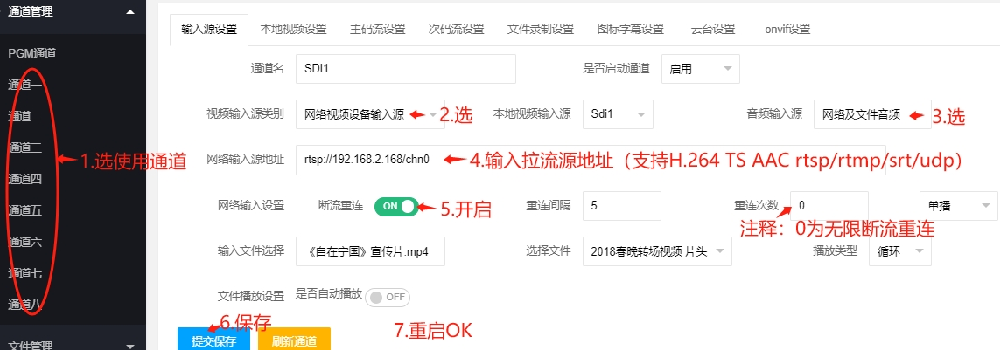 通道管理
PGM通道
通道一
通道二
通道三
通道四
通道五
通道六
通道七
通道八
文件管理
1.选使用通道
输入源设置 本地视频设置 主码流设置 次码流设置 文件录制设置 图标字幕设置 云台设置 onvif设置
通道名 SDI1 是否启动通道 启用
视频输入源类别 网络视频设备输入源 2.选 本地视频输入源 Sdi1 音频输入源 网络及文件音频 3.选
网络输入源地址 rtsp://192.168.2.168/chn0 4.输入拉流源地址（支持H.264 TS AAC rtsp/rtmp/srt/udp）
网络输入设置 断流重连 ON 5.开启 重连间隔 5 重连次数 0 单播
注释：0为无限断流重连
输入文件选择 《自在宁国》宣传片.mp4 选择文件 2018春晚转场视频 片头 播放类型 循环
文件播放设置 是否自动播放 OFF
6.保存 7.重启OK
提交保存 刷新通道